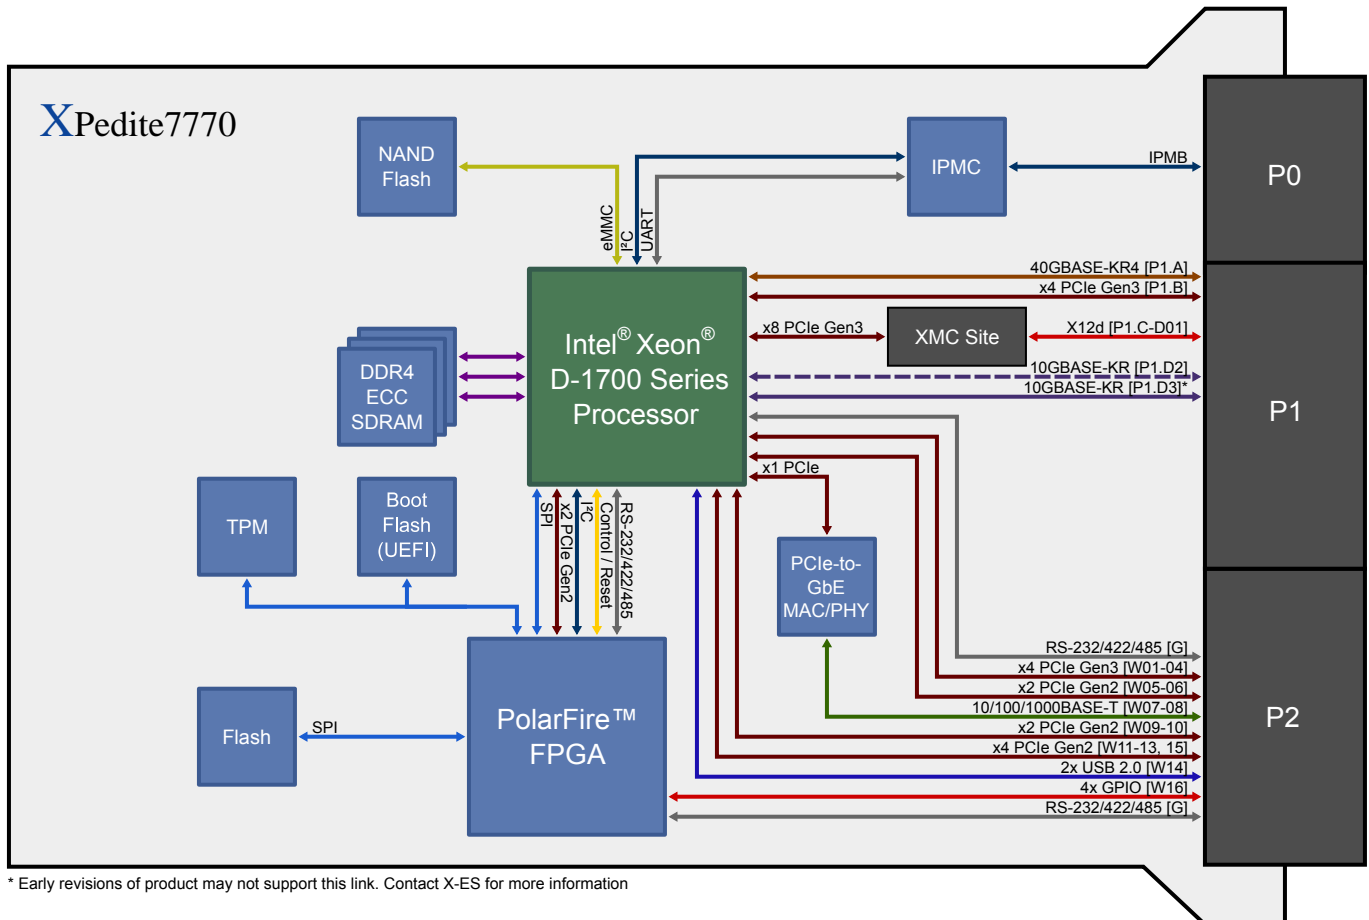 XPedite7770
NAND
Flash
IPMC
IPMB
P0
eMMC
I²C
UART
40GBASE-KR4 [P1.A]
x4 PCIe Gen3 [P1.B]
Intel® Xeon®
D-1700 Series
Processor
x8 PCIe Gen3
XMC Site
X12d [P1.C-D01]
DDR4
ECC
SDRAM
10GBASE-KR [P1.D2]
10GBASE-KR [P1.D3]*
P1
x1 PCIe
TPM
Boot
Flash
(UEFI)
SPI
x2 PCIe Gen2
I²C
Control / Reset
RS-232/422/485
PCIe-to-
GbE
MAC/PHY
RS-232/422/485 [G]
x4 PCIe Gen3 [W01-04]
x2 PCIe Gen2 [W05-06]
10/100/1000BASE-T [W07-08]
x2 PCIe Gen2 [W09-10]
x4 PCIe Gen2 [W11-13, 15]
2x USB 2.0 [W14]
4x GPIO [W16]
RS-232/422/485 [G]
P2
Flash
SPI
PolarFire™
FPGA
* Early revisions of product may not support this link. Contact X-ES for more information